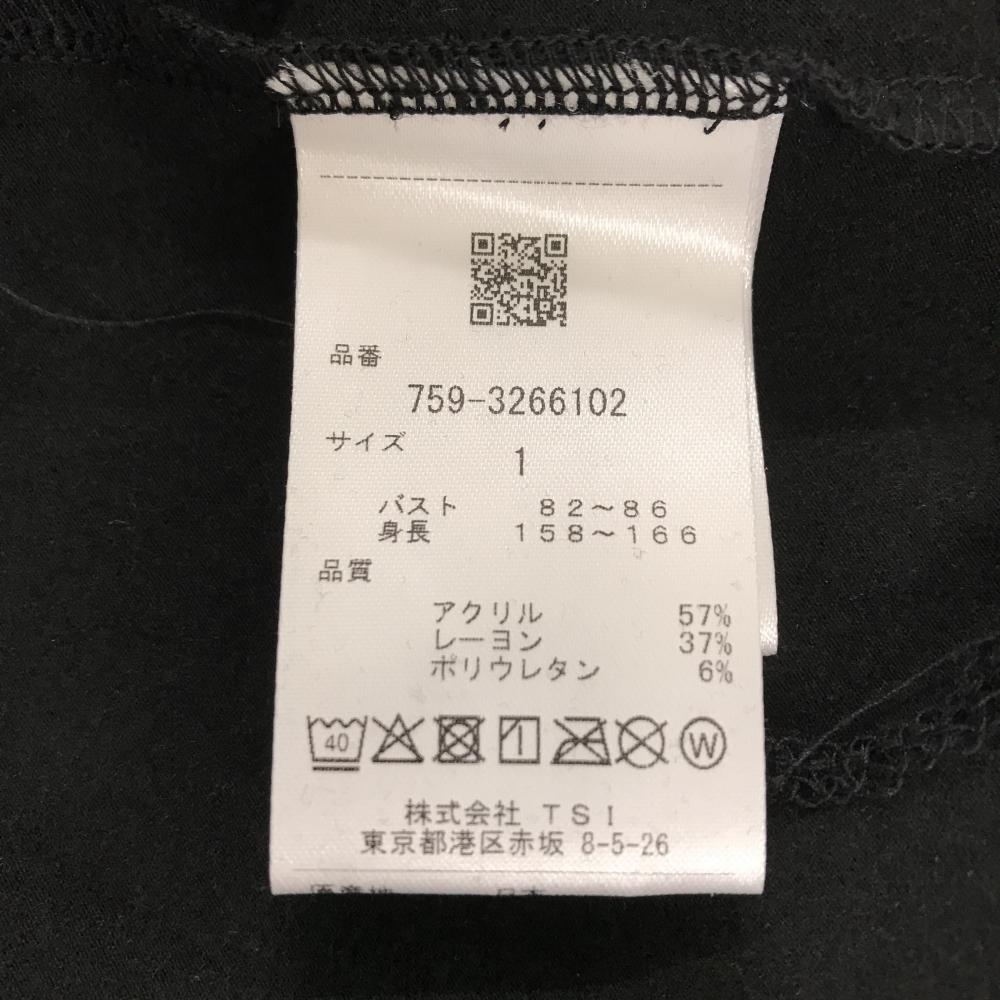 品番
759-3266102
サイズ
1
バスト 82～86
身長 158～166
品質
アクリル 57%
レーヨン 37%
ポリウレタン 6%
40 W
株式会社 TSI
東京都港区赤坂 8-5-26